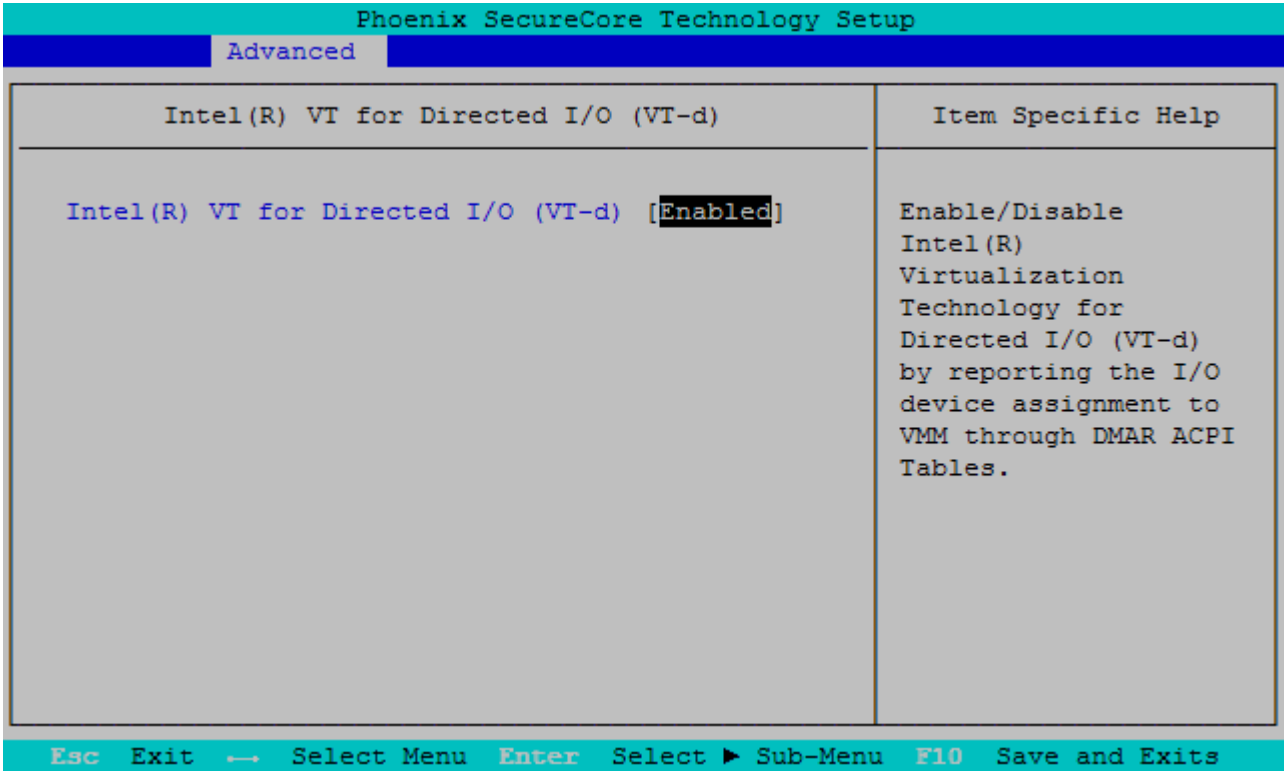 Phoenix SecureCore Technology Setup
Advanced
Intel(R) VT for Directed I/O (VT-d)
Item Specific Help
Intel(R) VT for Directed I/O (VT-d) [Enabled]
Enable/Disable
Intel(R)
Virtualization
Technology for
Directed I/O (VT-d)
by reporting the I/O
device assignment to
VMM through DMAR ACPI
Tables.
Esc Exit ←→ Select Menu Enter Select ► Sub-Menu F10 Save and Exits